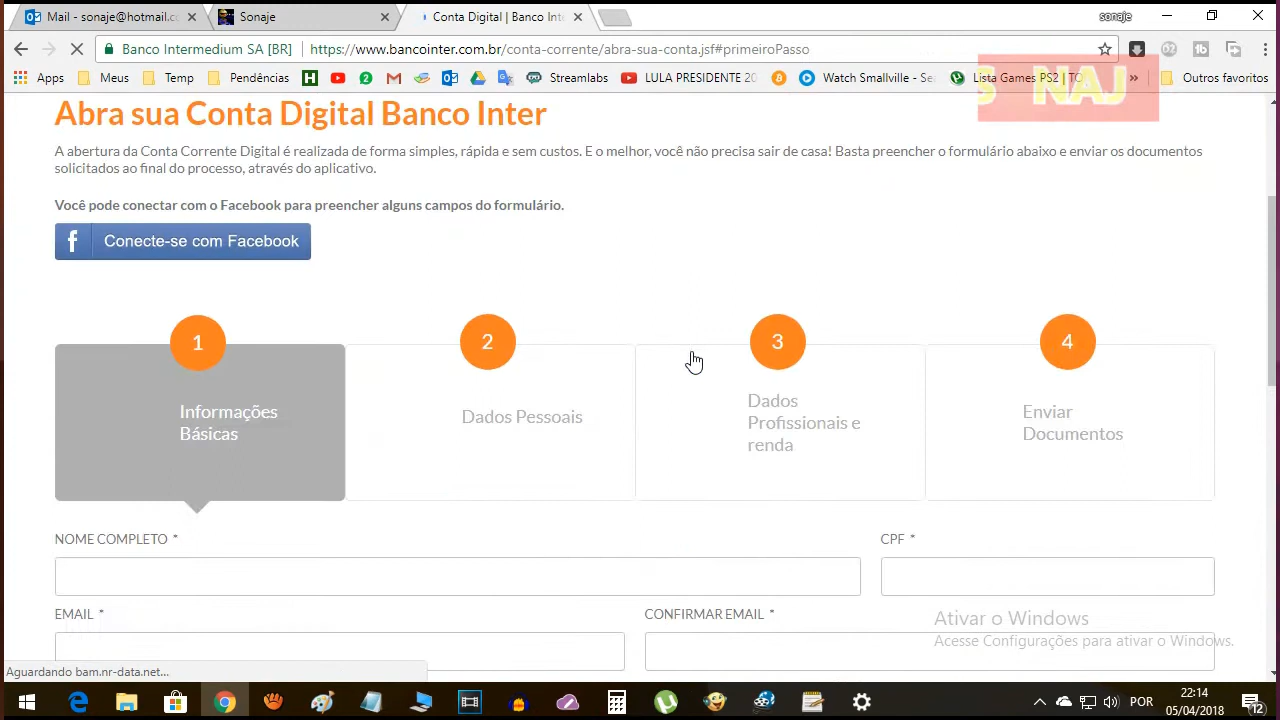 Mail - sonaje@hotmail.c
Sonaje
Conta Digital | Banco Inte
sonaje
Banco Intermedium SA [BR]
https://www.bancointer.com.br/conta-corrente/abra-sua-conta.jsf#primeiroPasso
Apps
Meus
Temp
Pendências
H
2
Streamlabs
LULA PRESIDENTE 20
Watch Smallville - Se
Lista Games PS2 | TO
»
Outros favoritos
S NAJ
Abra sua Conta Digital Banco Inter
A abertura da Conta Corrente Digital é realizada de forma simples, rápida e sem custos. E o melhor, você não precisa sair de casa! Basta preencher o formulário abaixo e enviar os documentos
solicitados ao final do processo, através do aplicativo.
Você pode conectar com o Facebook para preencher alguns campos do formulário.
f Conecte-se com Facebook
1
2
3
4
Informações
Básicas
Dados Pessoais
Dados
Profissionais e
renda
Enviar
Documentos
NOME COMPLETO *
CPF *
EMAIL *
CONFIRMAR EMAIL *
Ativar o Windows
Acesse Configurações para ativar o Windows.
Aguardando bam.nr-data.net...
POR
22:14
05/04/2018
12